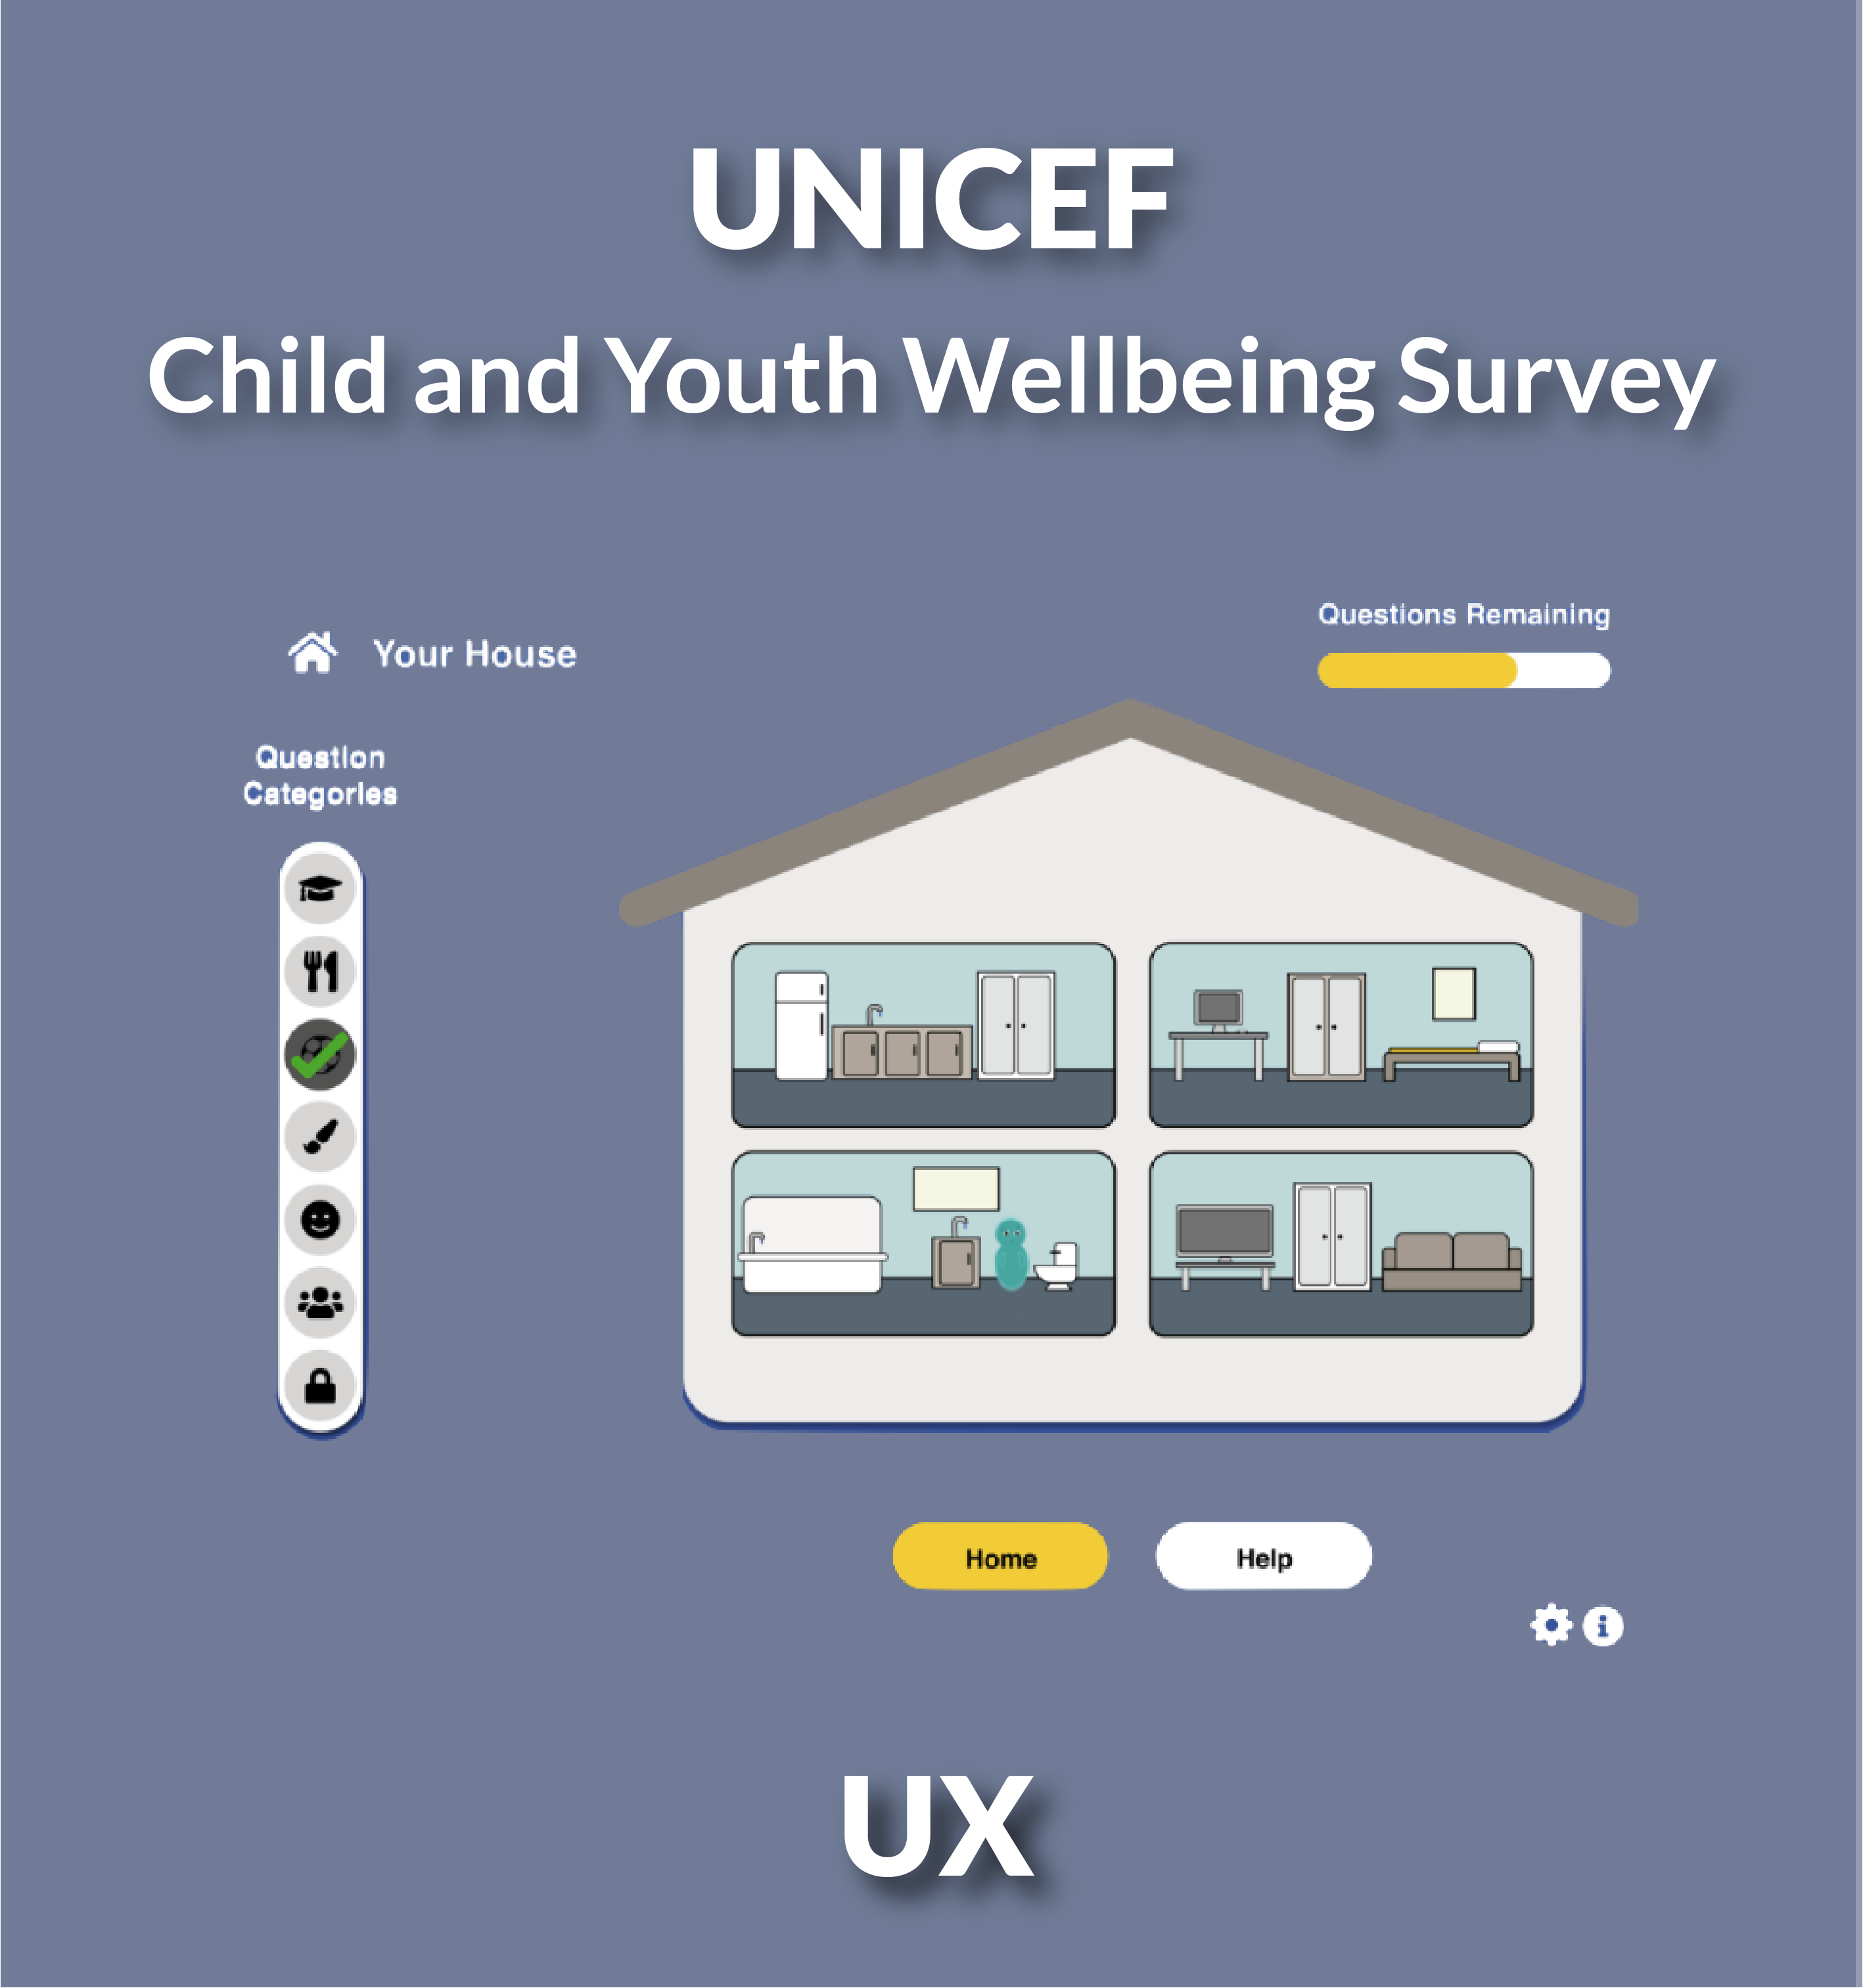 UNICEF
Child and Youth Wellbeing Survey
Questions Remaining
Your House
Question
Categories
Home
Help
i
UX